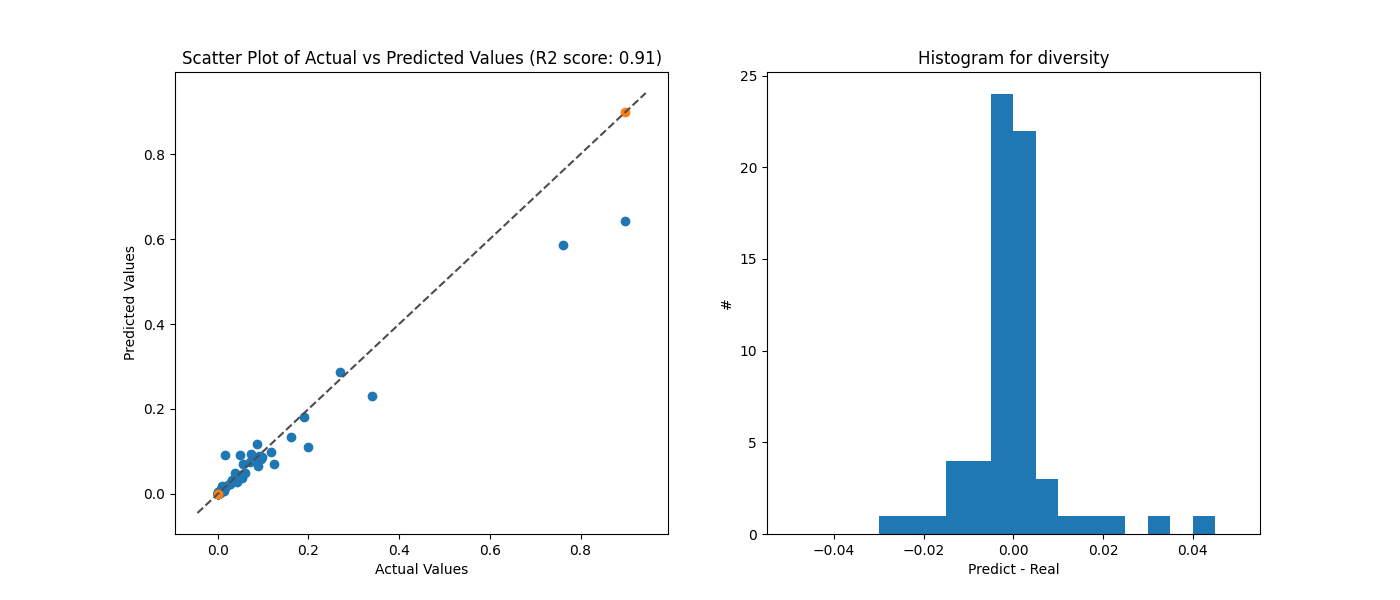 Scatter Plot of Actual vs Predicted Values (R2 score: 0.91)
Predicted Values
0.8
0.6
0.4
0.2
0.0
0.0 0.2 0.4 0.6 0.8
Actual Values
Histogram for diversity
#
25
20
15
10
5
0
−0.04 −0.02 0.00 0.02 0.04
Predict - Real